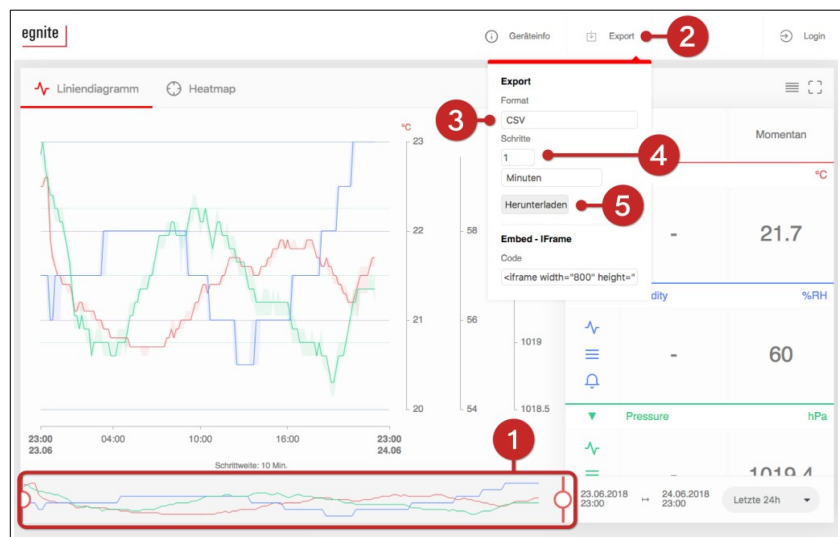 egnite
Geräteinfo
Export
2
Login
Liniendiagramm
Heatmap
Export
Format
3
CSV
Schritte
1
4
Minuten
Herunterladen
5
Embed - IFrame
Code
<iframe width="800" height="
Momentan
°C
-
21.7
dity
%RH
-
60
Pressure
hPa
-
1019.4
°C
23
22
21
20
58
56
54
1019
1018.5
23:00
23.06
04:00
10:00
16:00
23:00
24.06
Schrittweite: 10 Min.
1
23.06.2018
23:00
24.06.2018
23:00
Letzte 24h